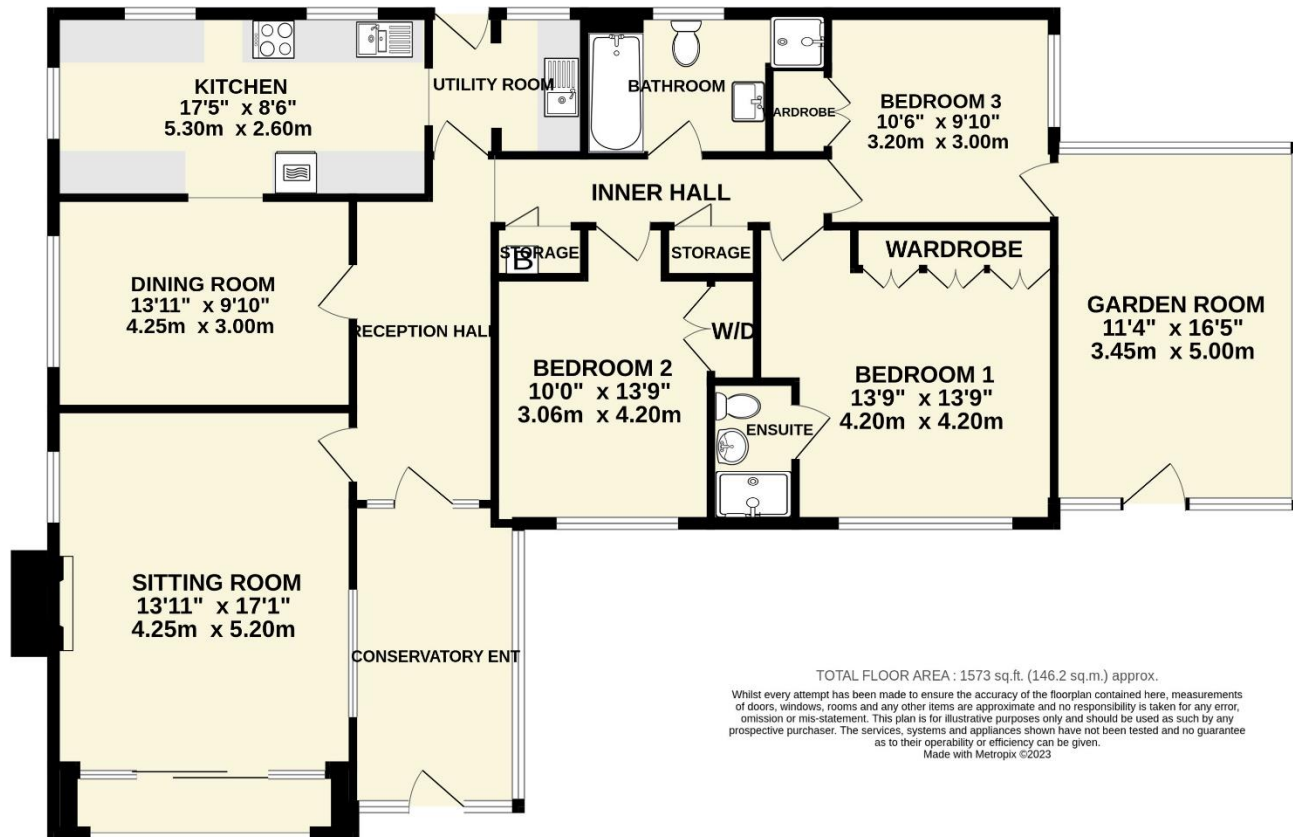 KITCHEN
17'5" x 8'6"
5.30m x 2.60m
UTILITY ROOM
BATHROOM
ARDROBE
BEDROOM 3
10'6" x 9'10"
3.20m x 3.00m
INNER HALL
STORAGE
B
STORAGE
WARDROBE
DINING ROOM
13'11" x 9'10"
4.25m x 3.00m
RECEPTION HALL
W/D
BEDROOM 2
10'0" x 13'9"
3.06m x 4.20m
BEDROOM 1
13'9" x 13'9"
4.20m x 4.20m
ENSUITE
GARDEN ROOM
11'4" x 16'5"
3.45m x 5.00m
SITTING ROOM
13'11" x 17'1"
4.25m x 5.20m
CONSERVATORY ENT
TOTAL FLOOR AREA : 1573 sq.ft. (146.2 sq.m.) approx.
Whilst every attempt has been made to ensure the accuracy of the floorplan contained here, measurements
of doors, windows, rooms and any other items are approximate and no responsibility is taken for any error,
omission or mis-statement. This plan is for illustrative purposes only and should be used as such by any
prospective purchaser. The services, systems and appliances shown have not been tested and no guarantee
as to their operability or efficiency can be given.
Made with Metropix ©2023